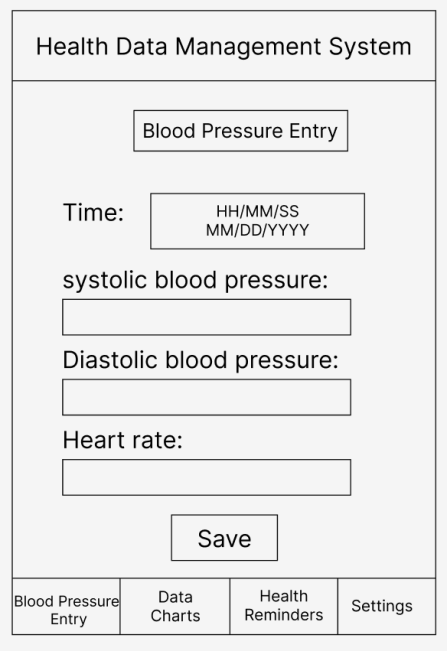 Health Data Management System
Blood Pressure Entry
Time:
HH/MM/SS
MM/DD/YYYY
systolic blood pressure:
Diastolic blood pressure:
Heart rate:
Save
Blood Pressure
Entry
Data
Charts
Health
Reminders
Settings